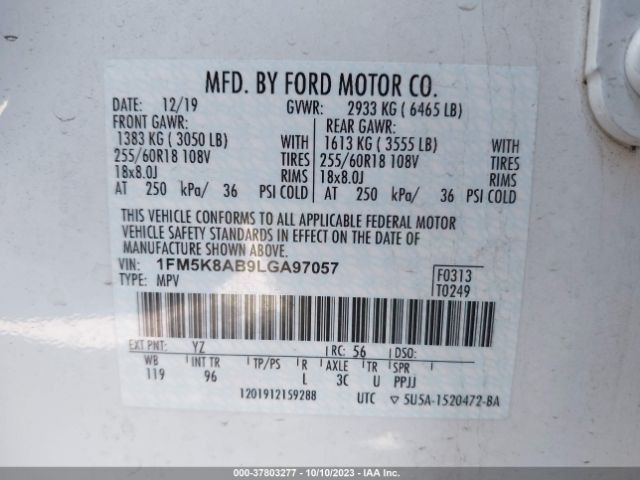 MFD. BY FORD MOTOR CO.
DATE: 12/19 GVWR: 2933 KG ( 6465 LB)
FRONT GAWR: REAR GAWR:
1383 KG ( 3050 LB) WITH 1613 KG ( 3555 LB) WITH
255/60R18 108V TIRES 255/60R18 108V TIRES
18x8.0J RIMS 18x8.0J RIMS
AT 250 kPa/ 36 PSI COLD AT 250 kPa/ 36 PSI COLD
THIS VEHICLE CONFORMS TO ALL APPLICABLE FEDERAL MOTOR
VEHICLE SAFETY STANDARDS IN EFFECT ON THE DATE OF
MANUFACTURE SHOWN ABOVE.
VIN: 1FM5K8AB9LGA97057 F0313
TYPE: MPV T0249
EXT PNT: YZ RC: 56 DSO:
WB INT TR TP/PS R AXLE TR SPR
119 96 L 3C U PPJJ
1201912159288 UTC 5U5A-1520472-BA
000-37803277 - 10/10/2023 - IAAI.com